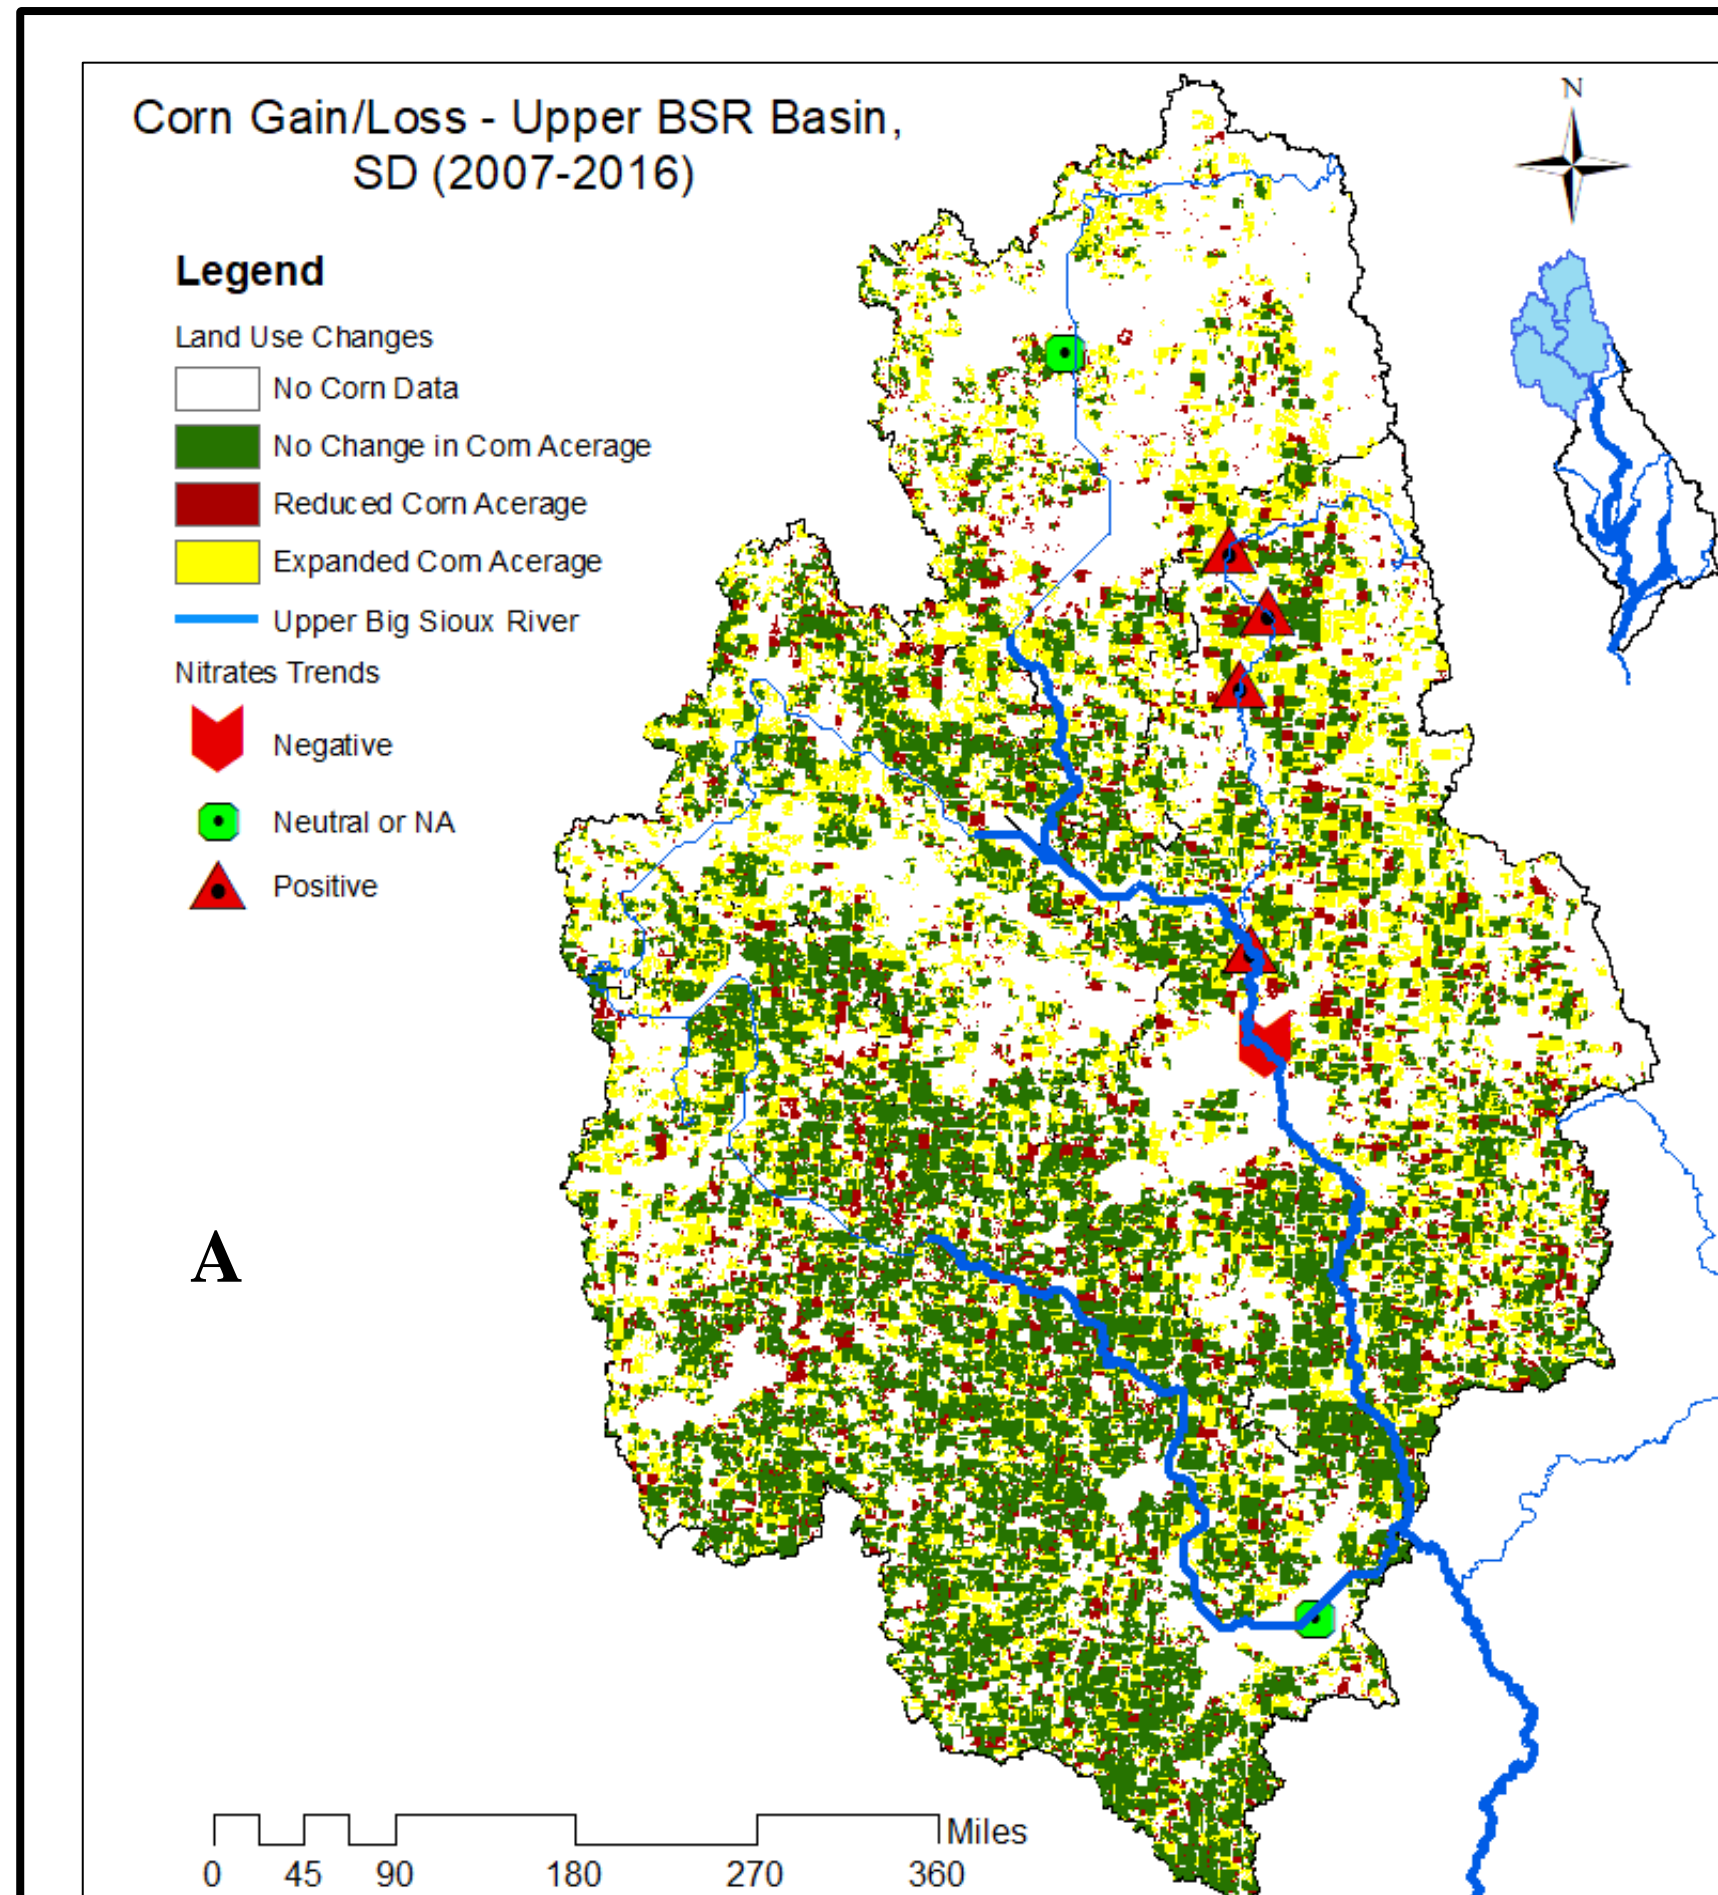 Corn Gain/Loss - Upper BSR Basin,
SD (2007-2016)
N
Legend
Land Use Changes
No Corn Data
No Change in Corn Acerage
Reduced Corn Acerage
Expanded Corn Acerage
Upper Big Sioux River
Nitrates Trends
Negative
Neutral or NA
Positive
A
Miles
0 45 90 180 270 360